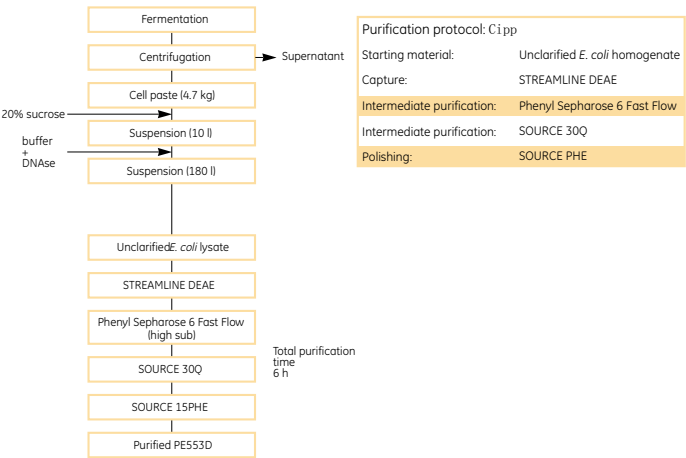 Fermentation
Centrifugation
Supernatant
Cell paste (4.7 kg)
20% sucrose
Suspension (10 l)
buffer
+
DNAse
Suspension (180 l)
UnclarifiedE. coli lysate
STREAMLINE DEAE
Phenyl Sepharose 6 Fast Flow
(high sub)
SOURCE 30Q
Total purification
time
6 h
SOURCE 15PHE
Purified PE553D
Purification protocol: Cipp
Starting material: Unclarified E. coli homogenate
Capture: STREAMLINE DEAE
Intermediate purification: Phenyl Sepharose 6 Fast Flow
Intermediate purification: SOURCE 30Q
Polishing: SOURCE PHE